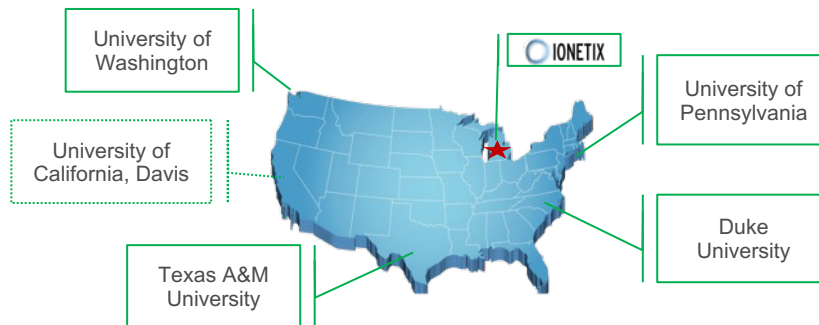 University of
Washington
IONETIX
University of
Pennsylvania
University of
California, Davis
Duke
University
Texas A&M
University